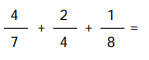 4/7 + 2/4 + 1/8 =